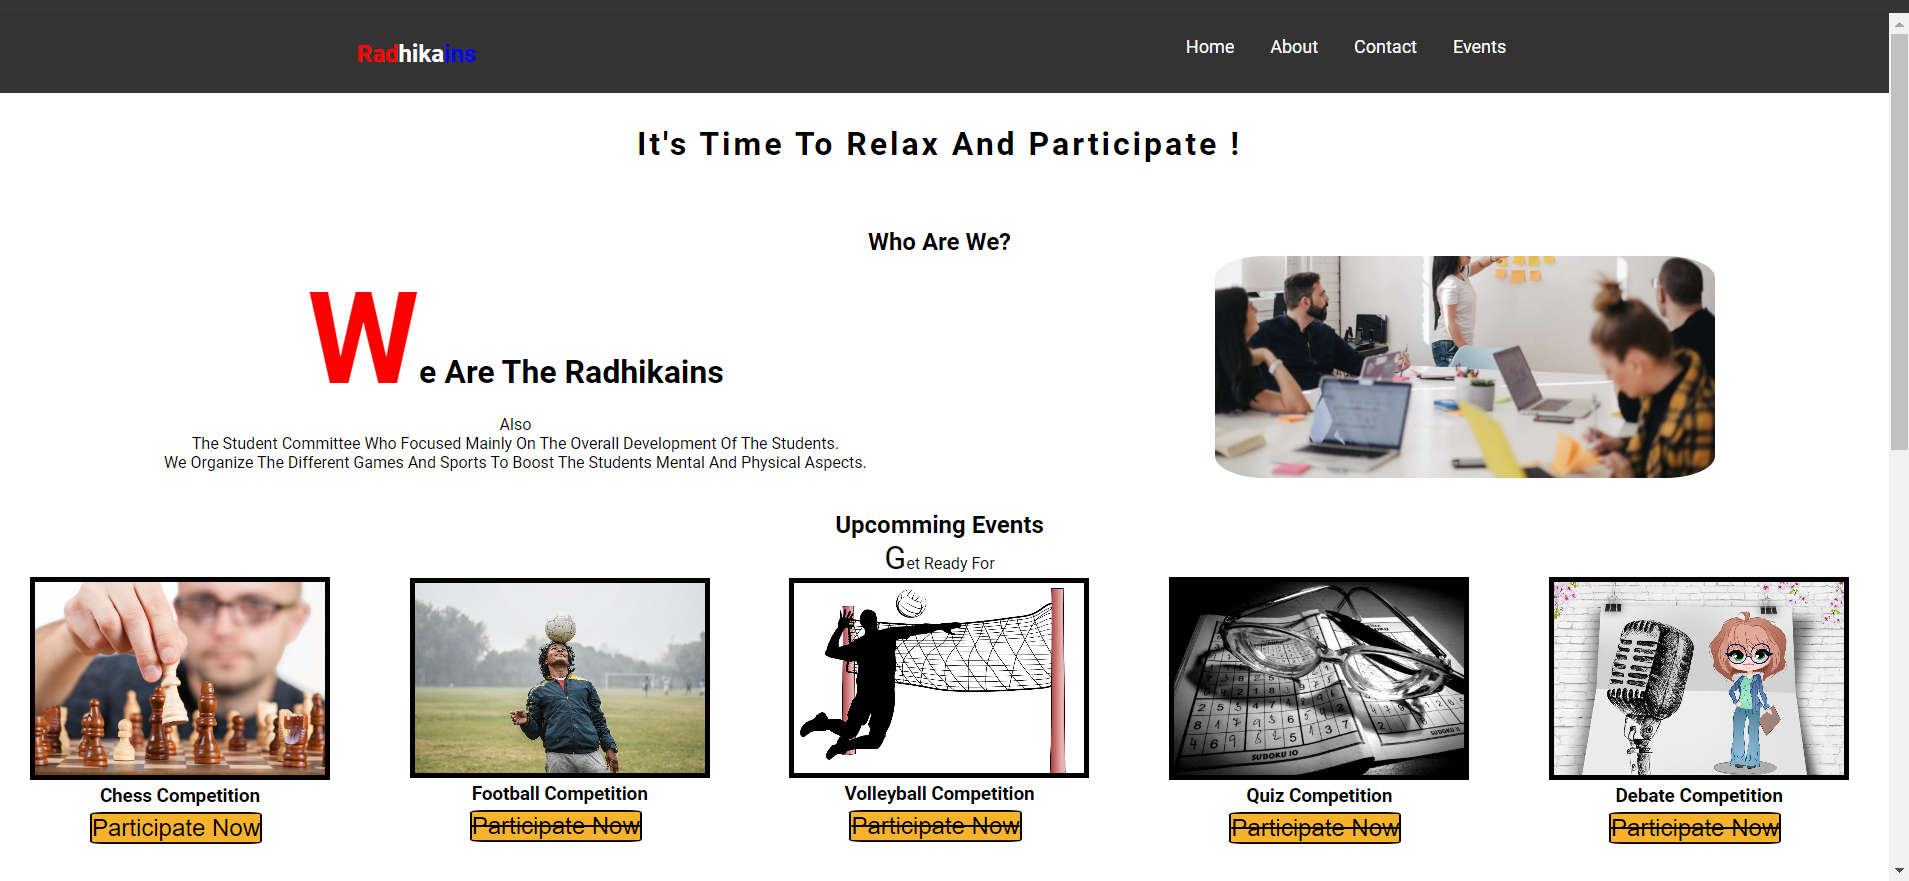 Radhikains
Home About Contact Events
It's Time To Relax And Participate !
Who Are We?
We Are The Radhikains
Also
The Student Committee Who Focused Mainly On The Overall Development Of The Students.
We Organize The Different Games And Sports To Boost The Students Mental And Physical Aspects.
Upcomming Events
Get Ready For
SUDOKU 10
SUDOKU 11
Chess Competition
Participate Now
Football Competition
Participate Now
Volleyball Competition
Participate Now
Quiz Competition
Participate Now
Debate Competition
Participate Now